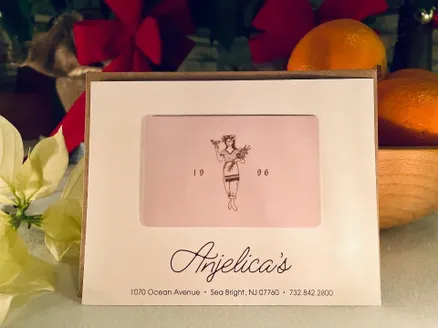 19 96
Anjelica's
1070 Ocean Avenue • Sea Bright, NJ 07760 • 732.842.2800